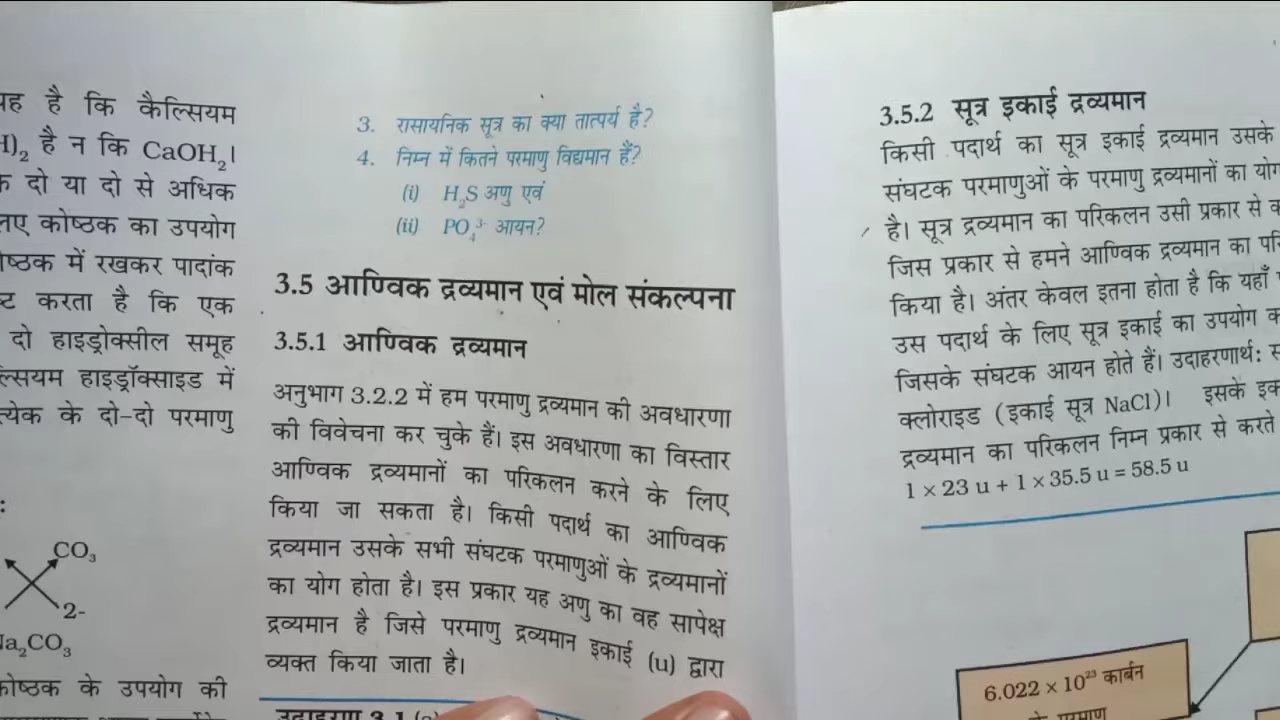 है कि कैल्सियम
है न कि CaOH₂।
दो या दो से अधिक
कोष्ठक का उपयोग
में रखकर पादांक
करता है कि एक
दो हाइड्रोक्सील समूह
हाइड्रॉक्साइड में
के दो-दो परमाणु
CO₃
2-
Na₂CO₃
कोष्ठक के उपयोग की
3. रासायनिक सूत्र का क्या तात्पर्य है?
4. निम्न में कितने परमाणु विद्यमान हैं?
(i) H₂S अणु एवं
(ii) PO₄³⁻ आयन?
3.5 आण्विक द्रव्यमान एवं मोल संकल्पना
3.5.1 आण्विक द्रव्यमान
अनुभाग 3.2.2 में हम परमाणु द्रव्यमान की अवधारणा
की विवेचना कर चुके हैं। इस अवधारणा का विस्तार
आण्विक द्रव्यमानों का परिकलन करने के लिए
किया जा सकता है। किसी पदार्थ का आण्विक
द्रव्यमान उसके सभी संघटक परमाणुओं के द्रव्यमानों
का योग होता है। इस प्रकार यह अणु का वह सापेक्ष
द्रव्यमान है जिसे परमाणु द्रव्यमान इकाई (u) द्वारा
व्यक्त किया जाता है।
उदाहरण 3.1
3.5.2 सूत्र इकाई द्रव्यमान
किसी पदार्थ का सूत्र इकाई द्रव्यमान उसके
संघटक परमाणुओं के परमाणु द्रव्यमानों का योग
है। सूत्र द्रव्यमान का परिकलन उसी प्रकार से
जिस प्रकार से हमने आण्विक द्रव्यमान का
किया है। अंतर केवल इतना होता है कि यहाँ
उस पदार्थ के लिए सूत्र इकाई का उपयोग
जिसके संघटक आयन होते हैं। उदाहरणार्थ:
क्लोराइड (इकाई सूत्र NaCl)। इसके
द्रव्यमान का परिकलन निम्न प्रकार से करते
1 × 23 u + 1 × 35.5 u = 58.5 u
6.022 × 10²³ कार्बन
के परमाणु